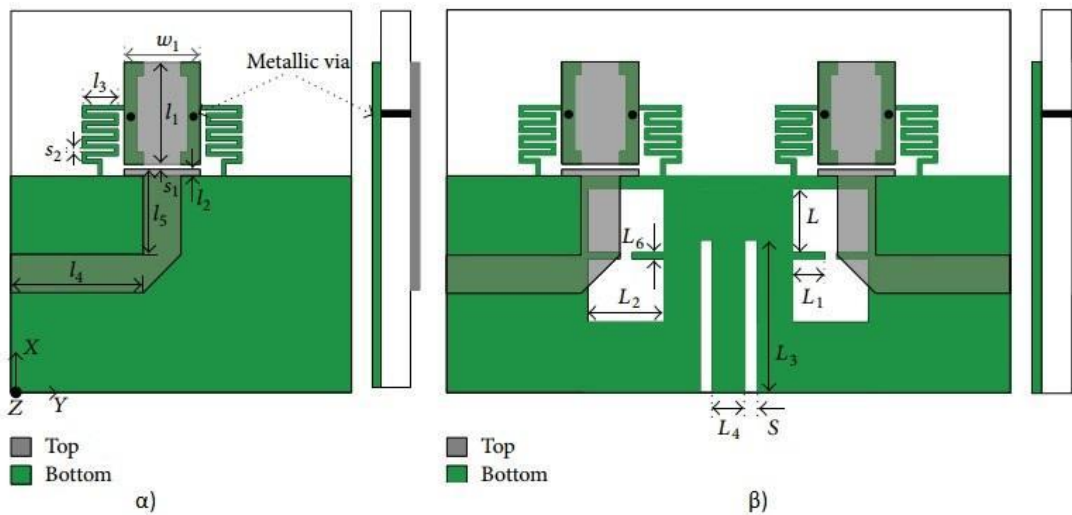 w1
Metallic via
l3
l1
s2
s1
l2
l5
l4
X
Z
Y
Top
Bottom
α)
L
L6
L1
L2
L3
L4
S
Top
Bottom
β)